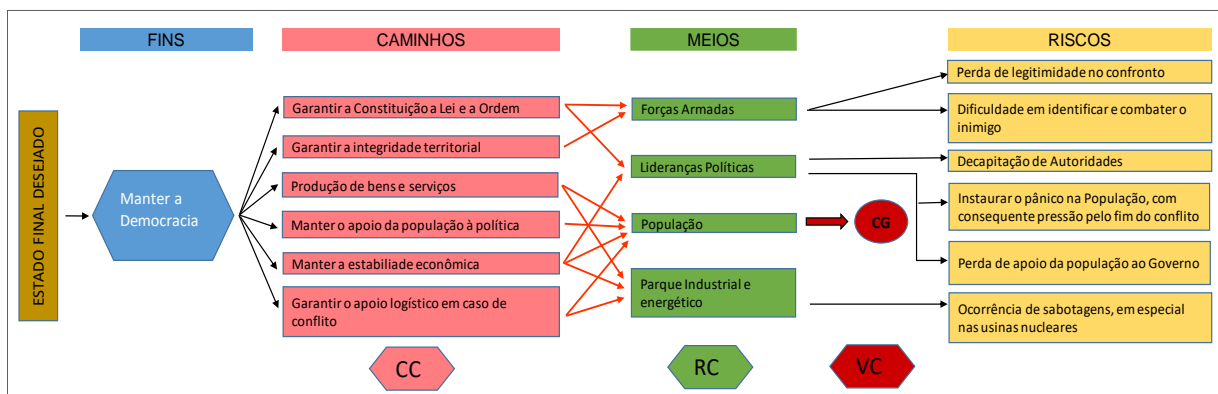 FINS
CAMINHOS
MEIOS
RISCOS
ESTADO FINAL DESEJADO
Manter a
Democracia
Garantir a Constituição a Lei e a Ordem
Garantir a integridade territorial
Produção de bens e serviços
Manter o apoio da população à política
Manter a estabiliade econômica
Garantir o apoio logístico em caso de
conflito
Forças Armadas
Lideranças Políticas
População
Parque Industrial e
energético
CG
Perda de legitimidade no confronto
Dificuldade em identificar e combater o
inimigo
Decapitação de Autoridades
Instaurar o pânico na População, com
consequente pressão pelo fim do conflito
Perda de apoio da população ao Governo
Ocorrência de sabotagens, em especial
nas usinas nucleares
CC
RC
VC